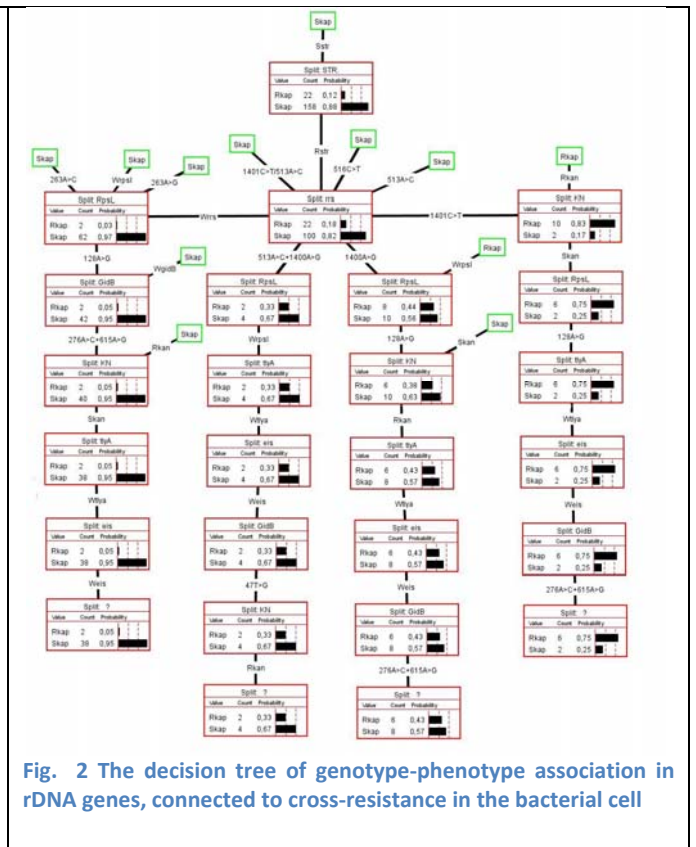 Skap
Sstr
Split STR
Value Count Probability
Rkap 22 0,12
Skap 158 0,88
Rstr
Skap
Skap
Skap
Skap
Skap
Skap
Rkap
263A>C
Wrpsl
263A>G
1401C>T/513A>C
516C>T
513A>C
Rkan
Split RpsL
Value Count Probability
Rkap 2 0,03
Skap 62 0,97
Wrrs
Split rrs
Value Count Probability
Rkap 22 0,18
Skap 100 0,82
1401C>T
Split KN
Value Count Probability
Rkap 10 0,83
Skap 2 0,17
128A>G
WgidB
Skap
Split GidB
Value Count Probability
Rkap 2 0,05
Skap 42 0,95
276A>C+615A>G
Rkan
Skap
Split KN
Value Count Probability
Rkap 2 0,05
Skap 40 0,95
Skan
Split tlyA
Value Count Probability
Rkap 2 0,05
Skap 38 0,95
Wtlya
Split eis
Value Count Probability
Rkap 2 0,05
Skap 38 0,95
Weis
Split ?
Value Count Probability
Rkap 2 0,05
Skap 38 0,95
513A>C+1400A>G
Split RpsL
Value Count Probability
Rkap 2 0,33
Skap 4 0,67
Wrpsl
Split tlyA
Value Count Probability
Rkap 2 0,33
Skap 4 0,67
Wtlya
Split eis
Value Count Probability
Rkap 2 0,33
Skap 4 0,67
Weis
Split GidB
Value Count Probability
Rkap 2 0,33
Skap 4 0,67
47T>G
Split KN
Value Count Probability
Rkap 2 0,33
Skap 4 0,67
Rkan
Split ?
Value Count Probability
Rkap 2 0,33
Skap 4 0,67
1400A>G
Wrpsl
Rkap
Split RpsL
Value Count Probability
Rkap 8 0,44
Skap 10 0,56
128A>G
Skan
Skap
Split KN
Value Count Probability
Rkap 6 0,38
Skap 10 0,63
Rkan
Split tlyA
Value Count Probability
Rkap 6 0,43
Skap 8 0,57
Wtlya
Split eis
Value Count Probability
Rkap 6 0,43
Skap 8 0,57
Weis
Split GidB
Value Count Probability
Rkap 6 0,43
Skap 8 0,57
276A>C+615A>G
Split ?
Value Count Probability
Rkap 6 0,43
Skap 8 0,57
Skan
Split RpsL
Value Count Probability
Rkap 6 0,75
Skap 2 0,25
128A>G
Split tlyA
Value Count Probability
Rkap 6 0,75
Skap 2 0,25
Wtlya
Split eis
Value Count Probability
Rkap 6 0,75
Skap 2 0,25
Weis
Split GidB
Value Count Probability
Rkap 6 0,75
Skap 2 0,25
276A>C+615A>G
Split ?
Value Count Probability
Rkap 6 0,75
Skap 2 0,25
Fig. 2 The decision tree of genotype-phenotype association in
rDNA genes, connected to cross-resistance in the bacterial cell